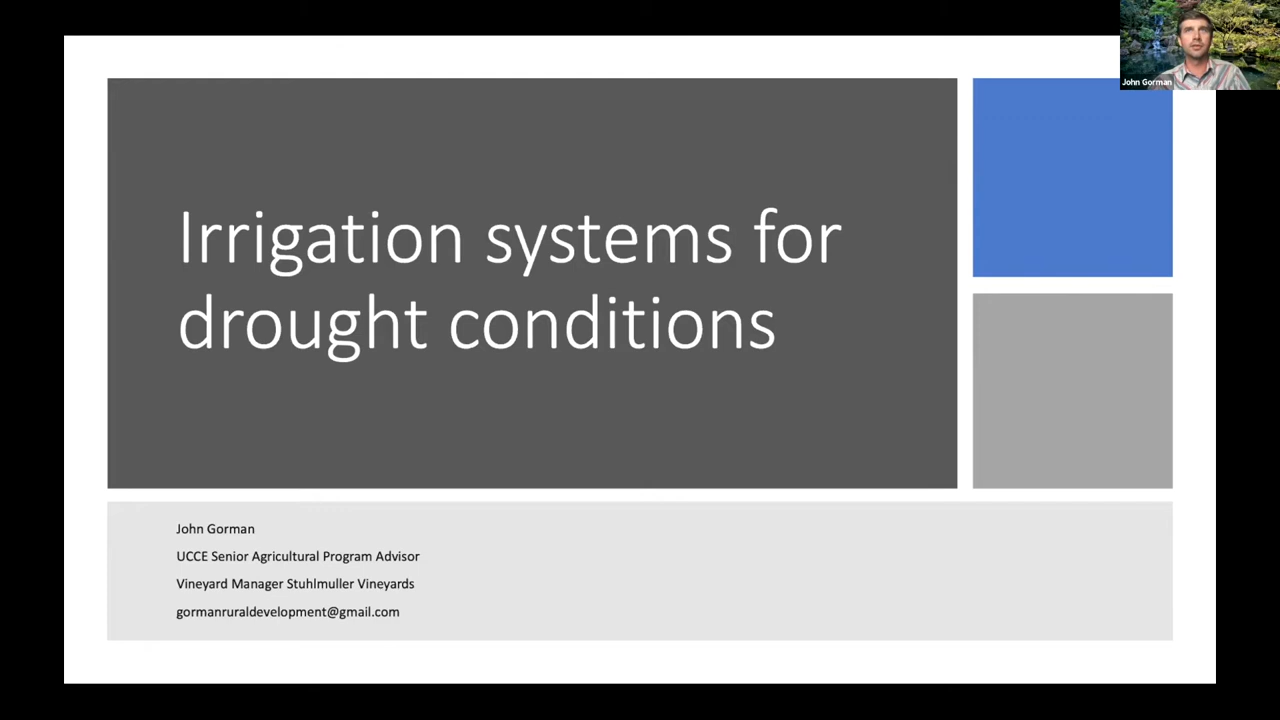 John Gorman
Irrigation systems for
drought conditions
John Gorman
UCCE Senior Agricultural Program Advisor
Vineyard Manager Stuhlmuller Vineyards
gormanruraldevelopment@gmail.com